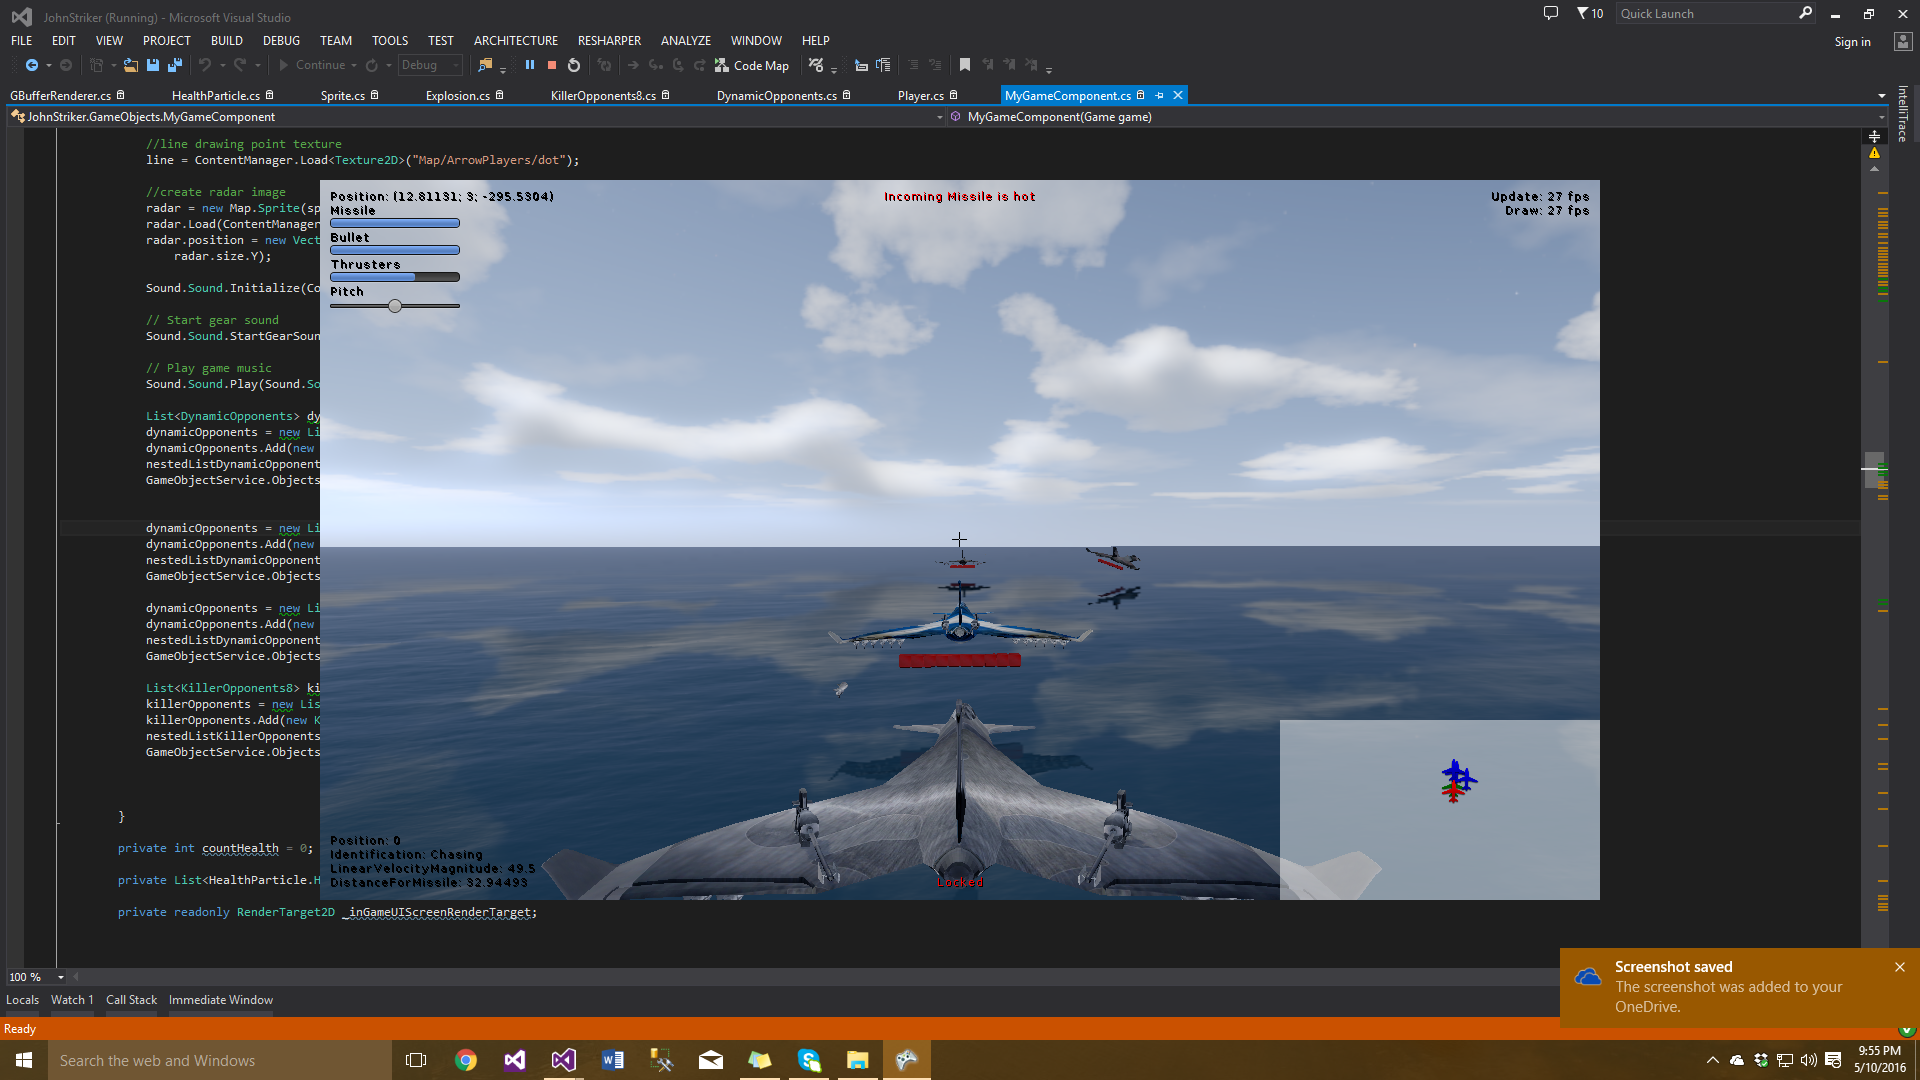 JohnStriker (Running) - Microsoft Visual Studio
10
Quick Launch
FILE EDIT VIEW PROJECT BUILD DEBUG TEAM TOOLS TEST ARCHITECTURE RESHARPER ANALYZE WINDOW HELP
Sign in
Continue Debug Code Map
GBufferRenderer.cs HealthParticle.cs Sprite.cs Explosion.cs KillerOpponents8.cs DynamicOpponents.cs Player.cs MyGameComponent.cs
IntelliTrace
JohnStriker.GameObjects.MyGameComponent MyGameComponent(Game game)
//line drawing point texture
line = ContentManager.Load<Texture2D>("Map/ArrowPlayers/dot");
//create radar image
radar = new Map.Sprite(sp
radar.Load(ContentManager
radar.position = new Vect
radar.size.Y);
Sound.Sound.Initialize(Co
// Start gear sound
Sound.Sound.StartGearSoun
// Play game music
Sound.Sound.Play(Sound.So
List<DynamicOpponents> dy
dynamicOpponents = new Li
dynamicOpponents.Add(new
nestedListDynamicOpponent
GameObjectService.Objects
dynamicOpponents = new Li
dynamicOpponents.Add(new
nestedListDynamicOpponent
GameObjectService.Objects
dynamicOpponents = new Li
dynamicOpponents.Add(new
nestedListDynamicOpponent
GameObjectService.Objects
List<KillerOpponents8> ki
killerOpponents = new Lis
killerOpponents.Add(new K
nestedListKillerOpponents
GameObjectService.Objects
}
private int countHealth = 0;
private List<HealthParticle.H
private readonly RenderTarget2D _inGameUIScreenRenderTarget;
Position: (12.81131; 3; -295.5304)
Missile
Bullet
Thrusters
Pitch
Incoming Missile is hot
Update: 27 fps
Draw: 27 fps
Position: 0
Identification: Chasing
LinearVelocityMagnitude: 49.5
DistanceForMissile: 32.94493
Locked
100 %
Locals Watch 1 Call Stack Immediate Window
Ready
Screenshot saved
The screenshot was added to your
OneDrive.
Search the web and Windows
9:55 PM
5/10/2016